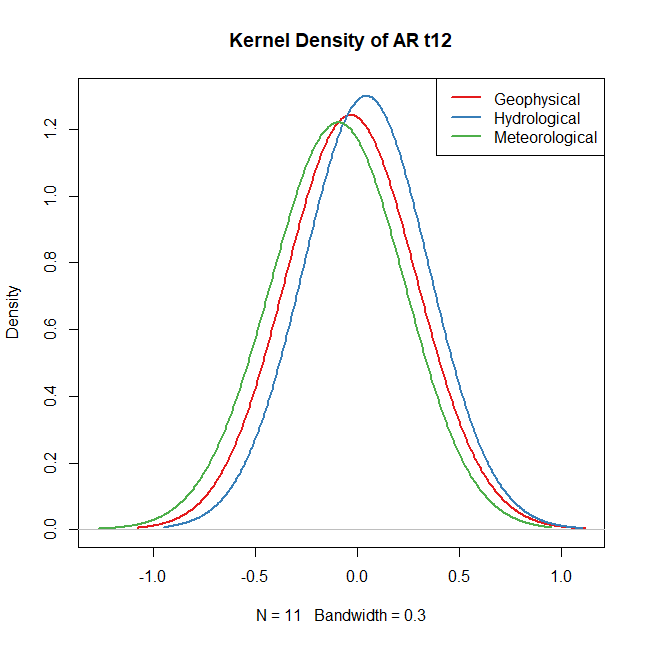 Kernel Density of AR t12
Geophysical
Hydrological
Meteorological
Density
0.0
0.2
0.4
0.6
0.8
1.0
1.2
-1.0 -0.5 0.0 0.5 1.0
N = 11 Bandwidth = 0.3